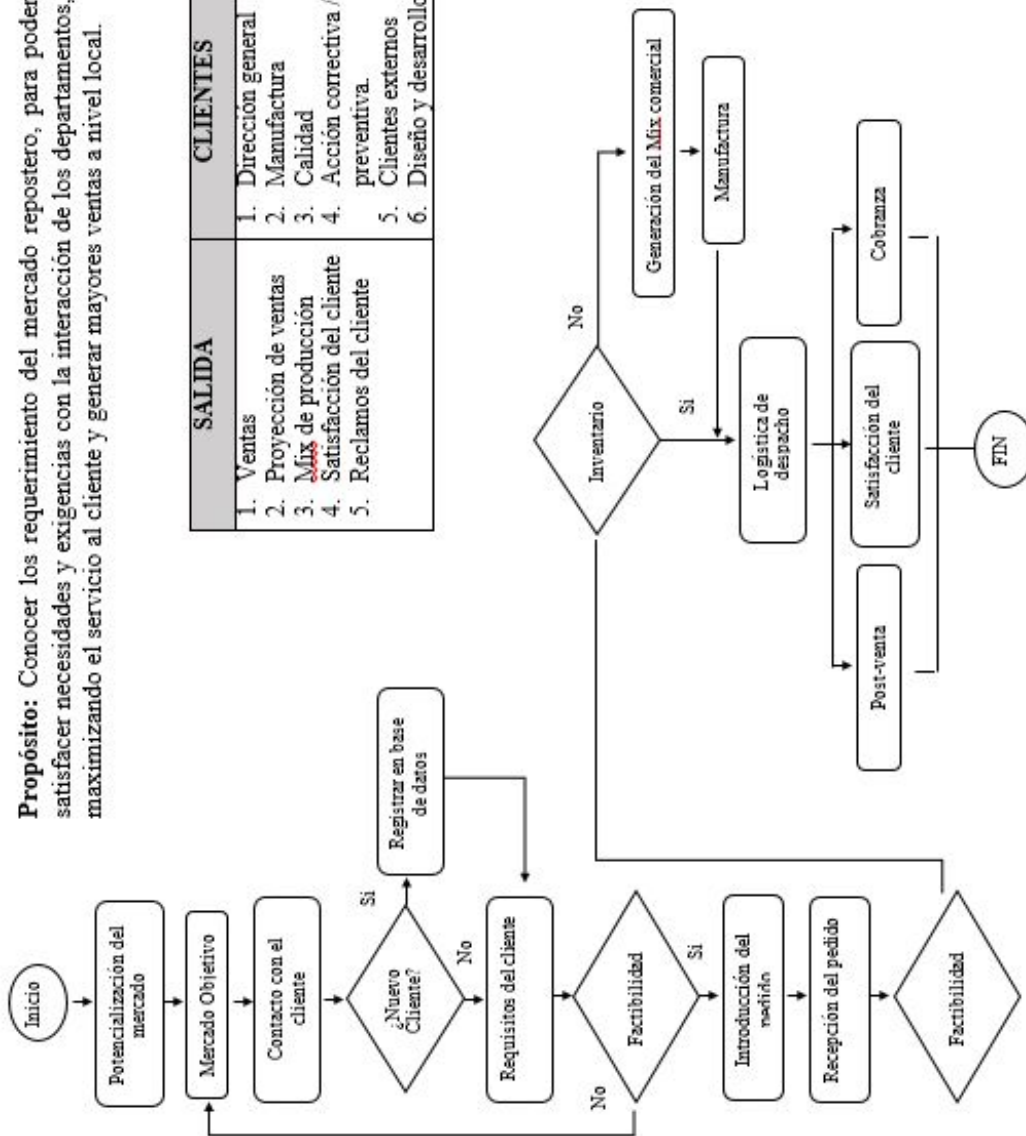 Propósito: Conocer los requerimiento del mercado repostero, para poder
satisfacer necesidades y exigencias con la interacción de los departamentos,
maximizando el servicio al cliente y generar mayores ventas a nivel local.
SALIDA
CLIENTES
1. Ventas
2. Proyección de ventas
3. Mix de producción
4. Satisfacción del cliente
5. Reclamos del cliente
1. Dirección general
2. Manufactura
3. Calidad
4. Acción correctiva /
preventiva.
5. Clientes externos
6. Diseño y desarrollo
Inicio
Potencialización del
mercado
Mercado Objetivo
Contacto con el
cliente
¿Nuevo
Cliente?
Si
Registrar en base
de datos
No
Requisitos del cliente
Factibilidad
No
Si
Introducción del
pedido
Recepción del pedido
Factibilidad
Inventario
No
Generación del Mix comercial
Manufactura
Si
Logística de
despacho
Post-venta
Satisfacción del
cliente
Cobranza
FIN